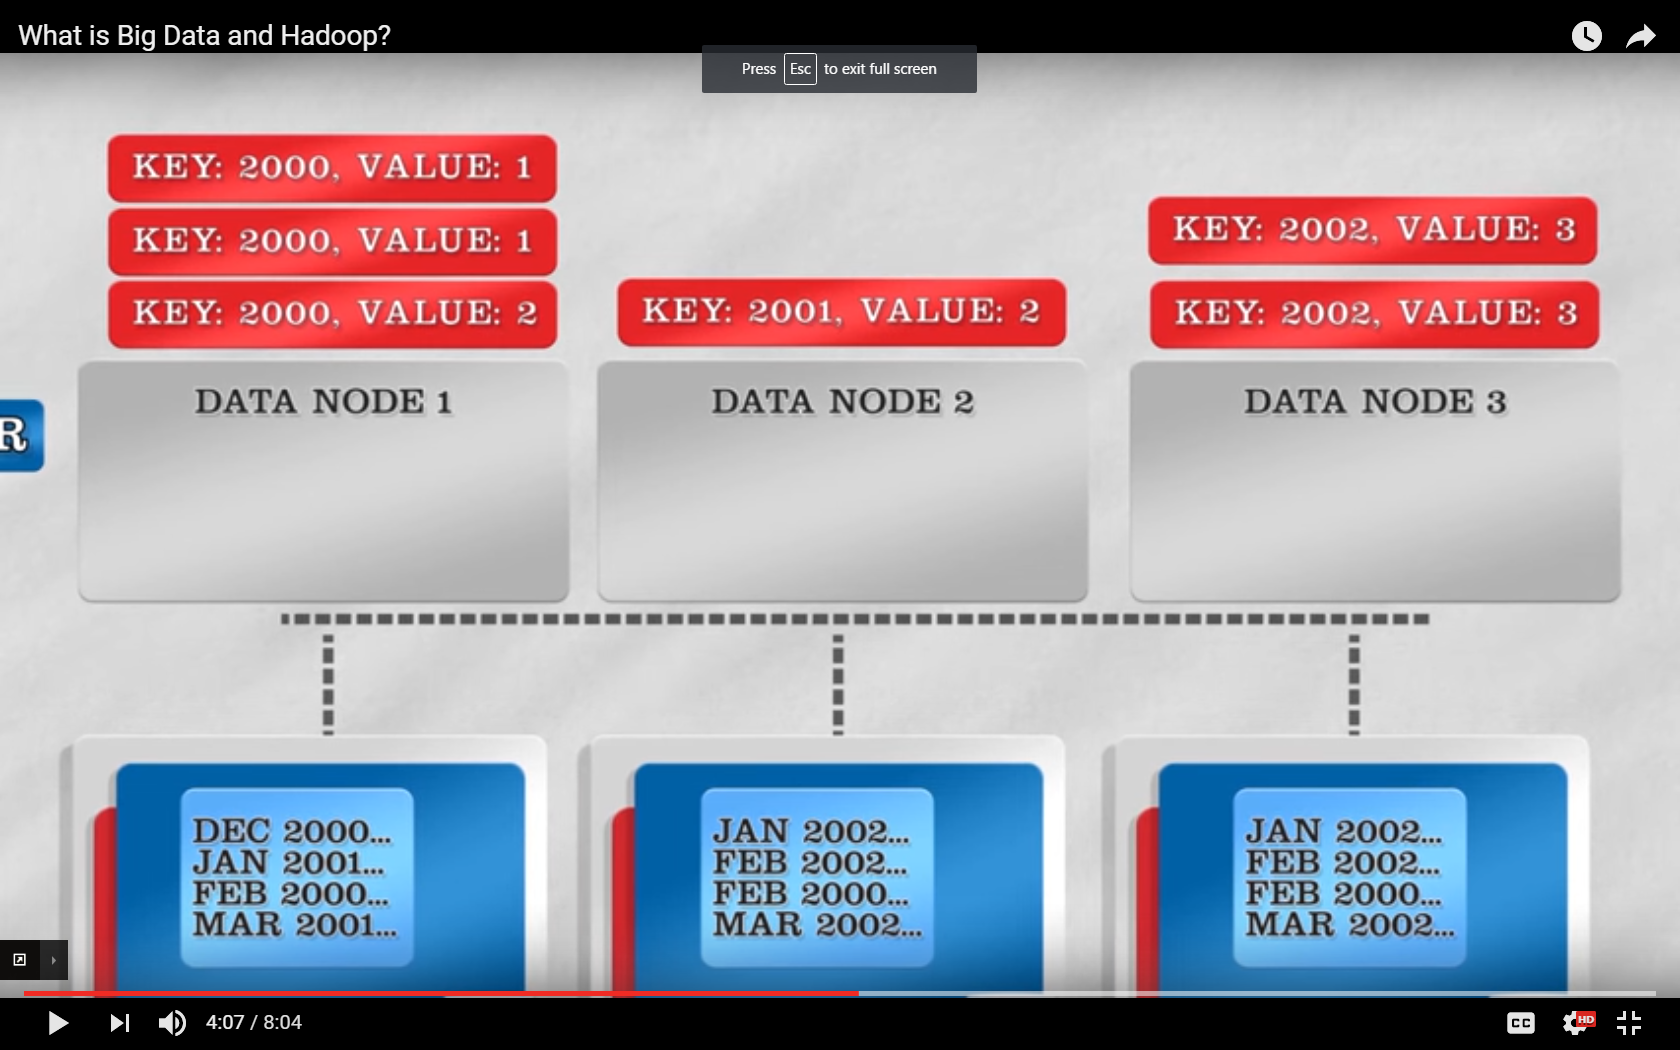 What is Big Data and Hadoop?
Press Esc to exit full screen
KEY: 2000, VALUE: 1
KEY: 2000, VALUE: 1
KEY: 2000, VALUE: 2
KEY: 2001, VALUE: 2
KEY: 2002, VALUE: 3
KEY: 2002, VALUE: 3
R
DATA NODE 1
DATA NODE 2
DATA NODE 3
DEC 2000...
JAN 2001...
FEB 2000...
MAR 2001...
JAN 2002...
FEB 2002...
FEB 2000...
MAR 2002...
JAN 2002...
FEB 2002...
FEB 2000...
MAR 2002...
4:07 / 8:04
CC
HD